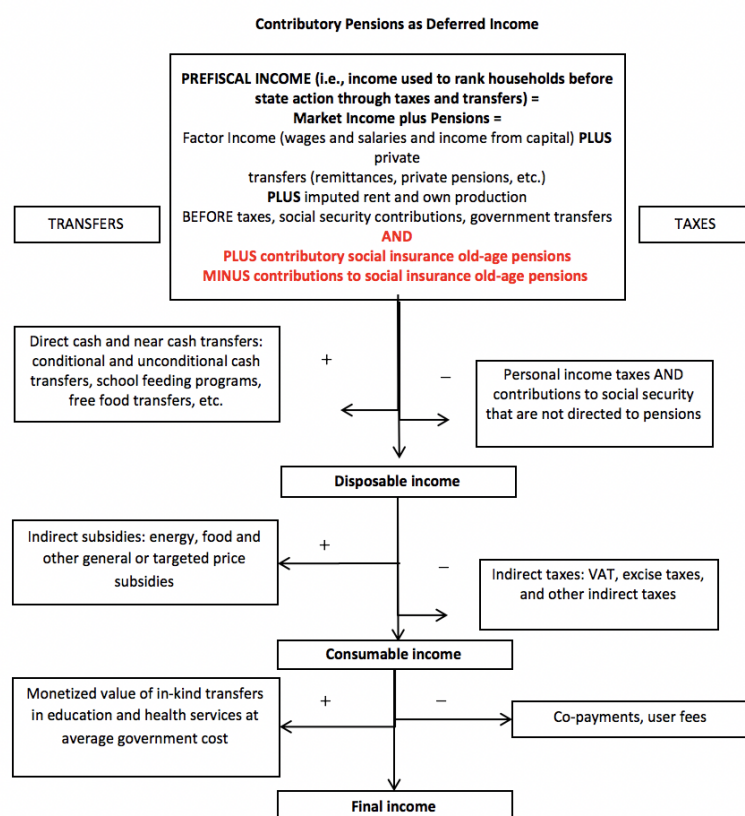 Contributory Pensions as Deferred Income
PREFISCAL INCOME (i.e., income used to rank households before
state action through taxes and transfers) =
Market Income plus Pensions =
Factor Income (wages and salaries and income from capital) PLUS
private
transfers (remittances, private pensions, etc.)
PLUS imputed rent and own production
BEFORE taxes, social security contributions, government transfers
AND
PLUS contributory social insurance old-age pensions
MINUS contributions to social insurance old-age pensions
TRANSFERS
TAXES
Direct cash and near cash transfers:
conditional and unconditional cash
transfers, school feeding programs,
free food transfers, etc.
+
–
Personal income taxes AND
contributions to social security
that are not directed to pensions
Disposable income
Indirect subsidies: energy, food and
other general or targeted price
subsidies
+
–
Indirect taxes: VAT, excise taxes,
and other indirect taxes
Consumable income
Monetized value of in-kind transfers
in education and health services at
average government cost
+
–
Co-payments, user fees
Final income